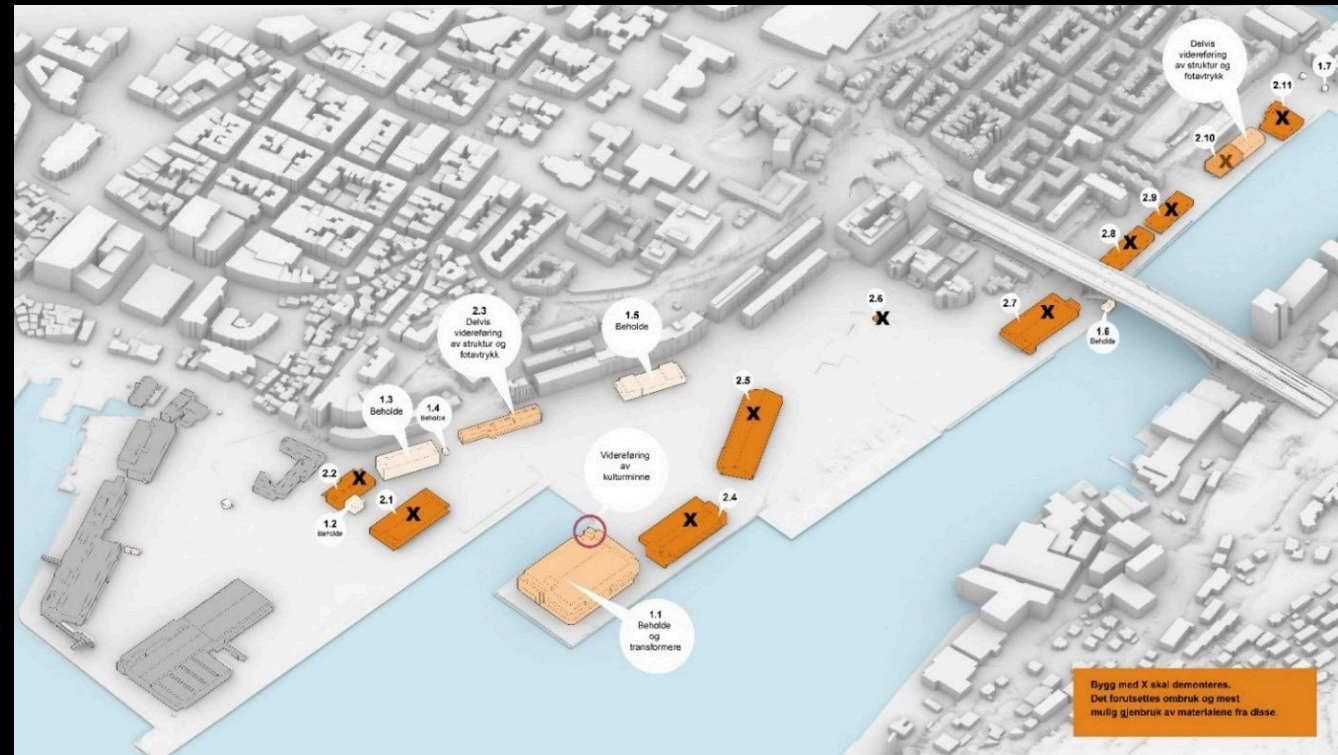 Delvis
videreføring
av struktur og
fotavtrykk
1.7
2.11
2.10
2.9
2.8
2.7
1.6
Beholde
2.6
2.3
Delvis
videreføring
av struktur og
fotavtrykk
1.5
Beholde
1.3
Beholde
1.4
Beholde
2.5
Videreføring
av
kulturminne
2.2
2.1
1.2
Beholde
2.4
1.1
Beholde
og
transformere
X
X
X
X
X
X
X
X
X
X
Bygg med X skal demonteres.
Det forutsettes ombruk og mest
mulig gjenbruk av materialene fra disse.